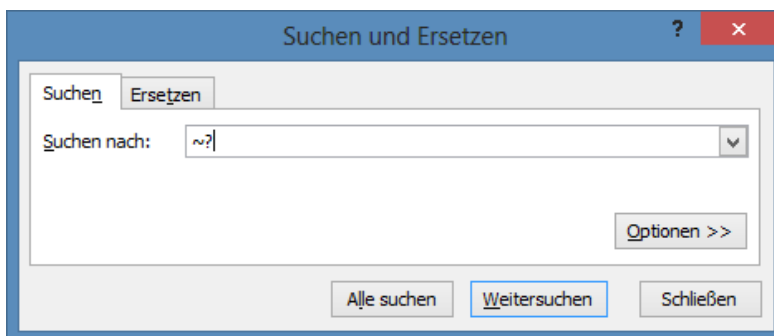 Suchen und Ersetzen ?
Suchen Ersetzen
Suchen nach: ~?
Optionen >>
Alle suchen Weitersuchen Schließen